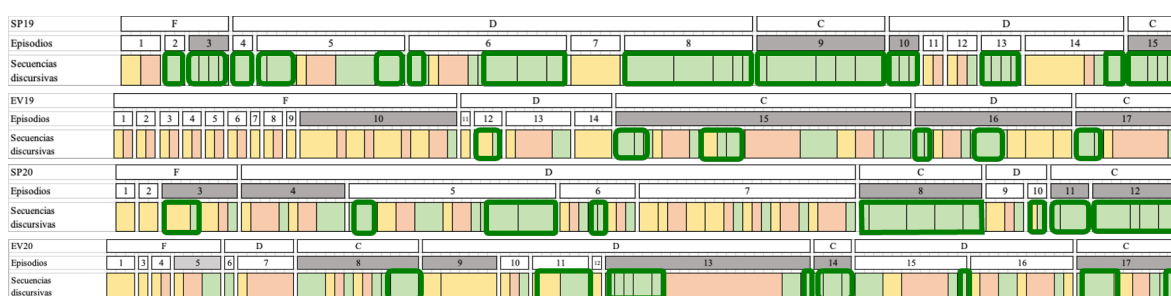 SP19 F D C D C
Episodios 1 2 3 4 5 6 7 8 9 10 11 12 13 14 15
Secuencias
discursivas
EV19 F D C D C
Episodios 1 2 3 4 5 6 7 8 9 10 11 12 13 14 15 16 17
Secuencias
discursivas
SP20 F D C D C
Episodios 1 2 3 4 5 6 7 8 9 10 11 12
Secuencias
discursivas
EV20 F D C D C D C
Episodios 1 3 4 5 6 7 8 9 10 11 12 13 14 15 16 17
Secuencias
discursivas